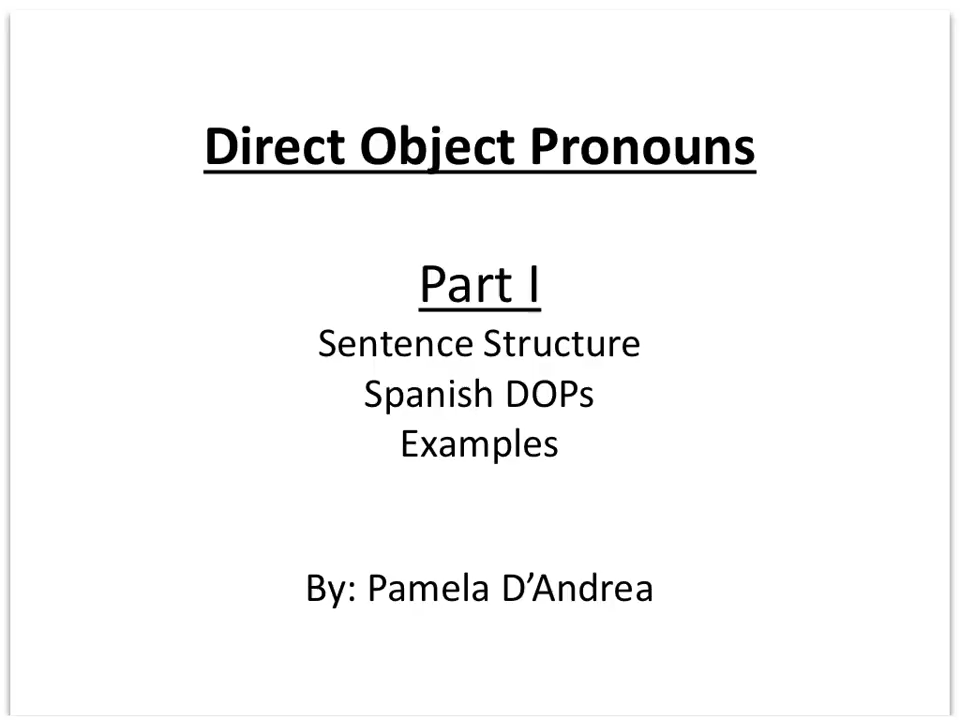 Direct Object Pronouns
Part I
Sentence Structure
Spanish DOPs
Examples
By: Pamela D’Andrea